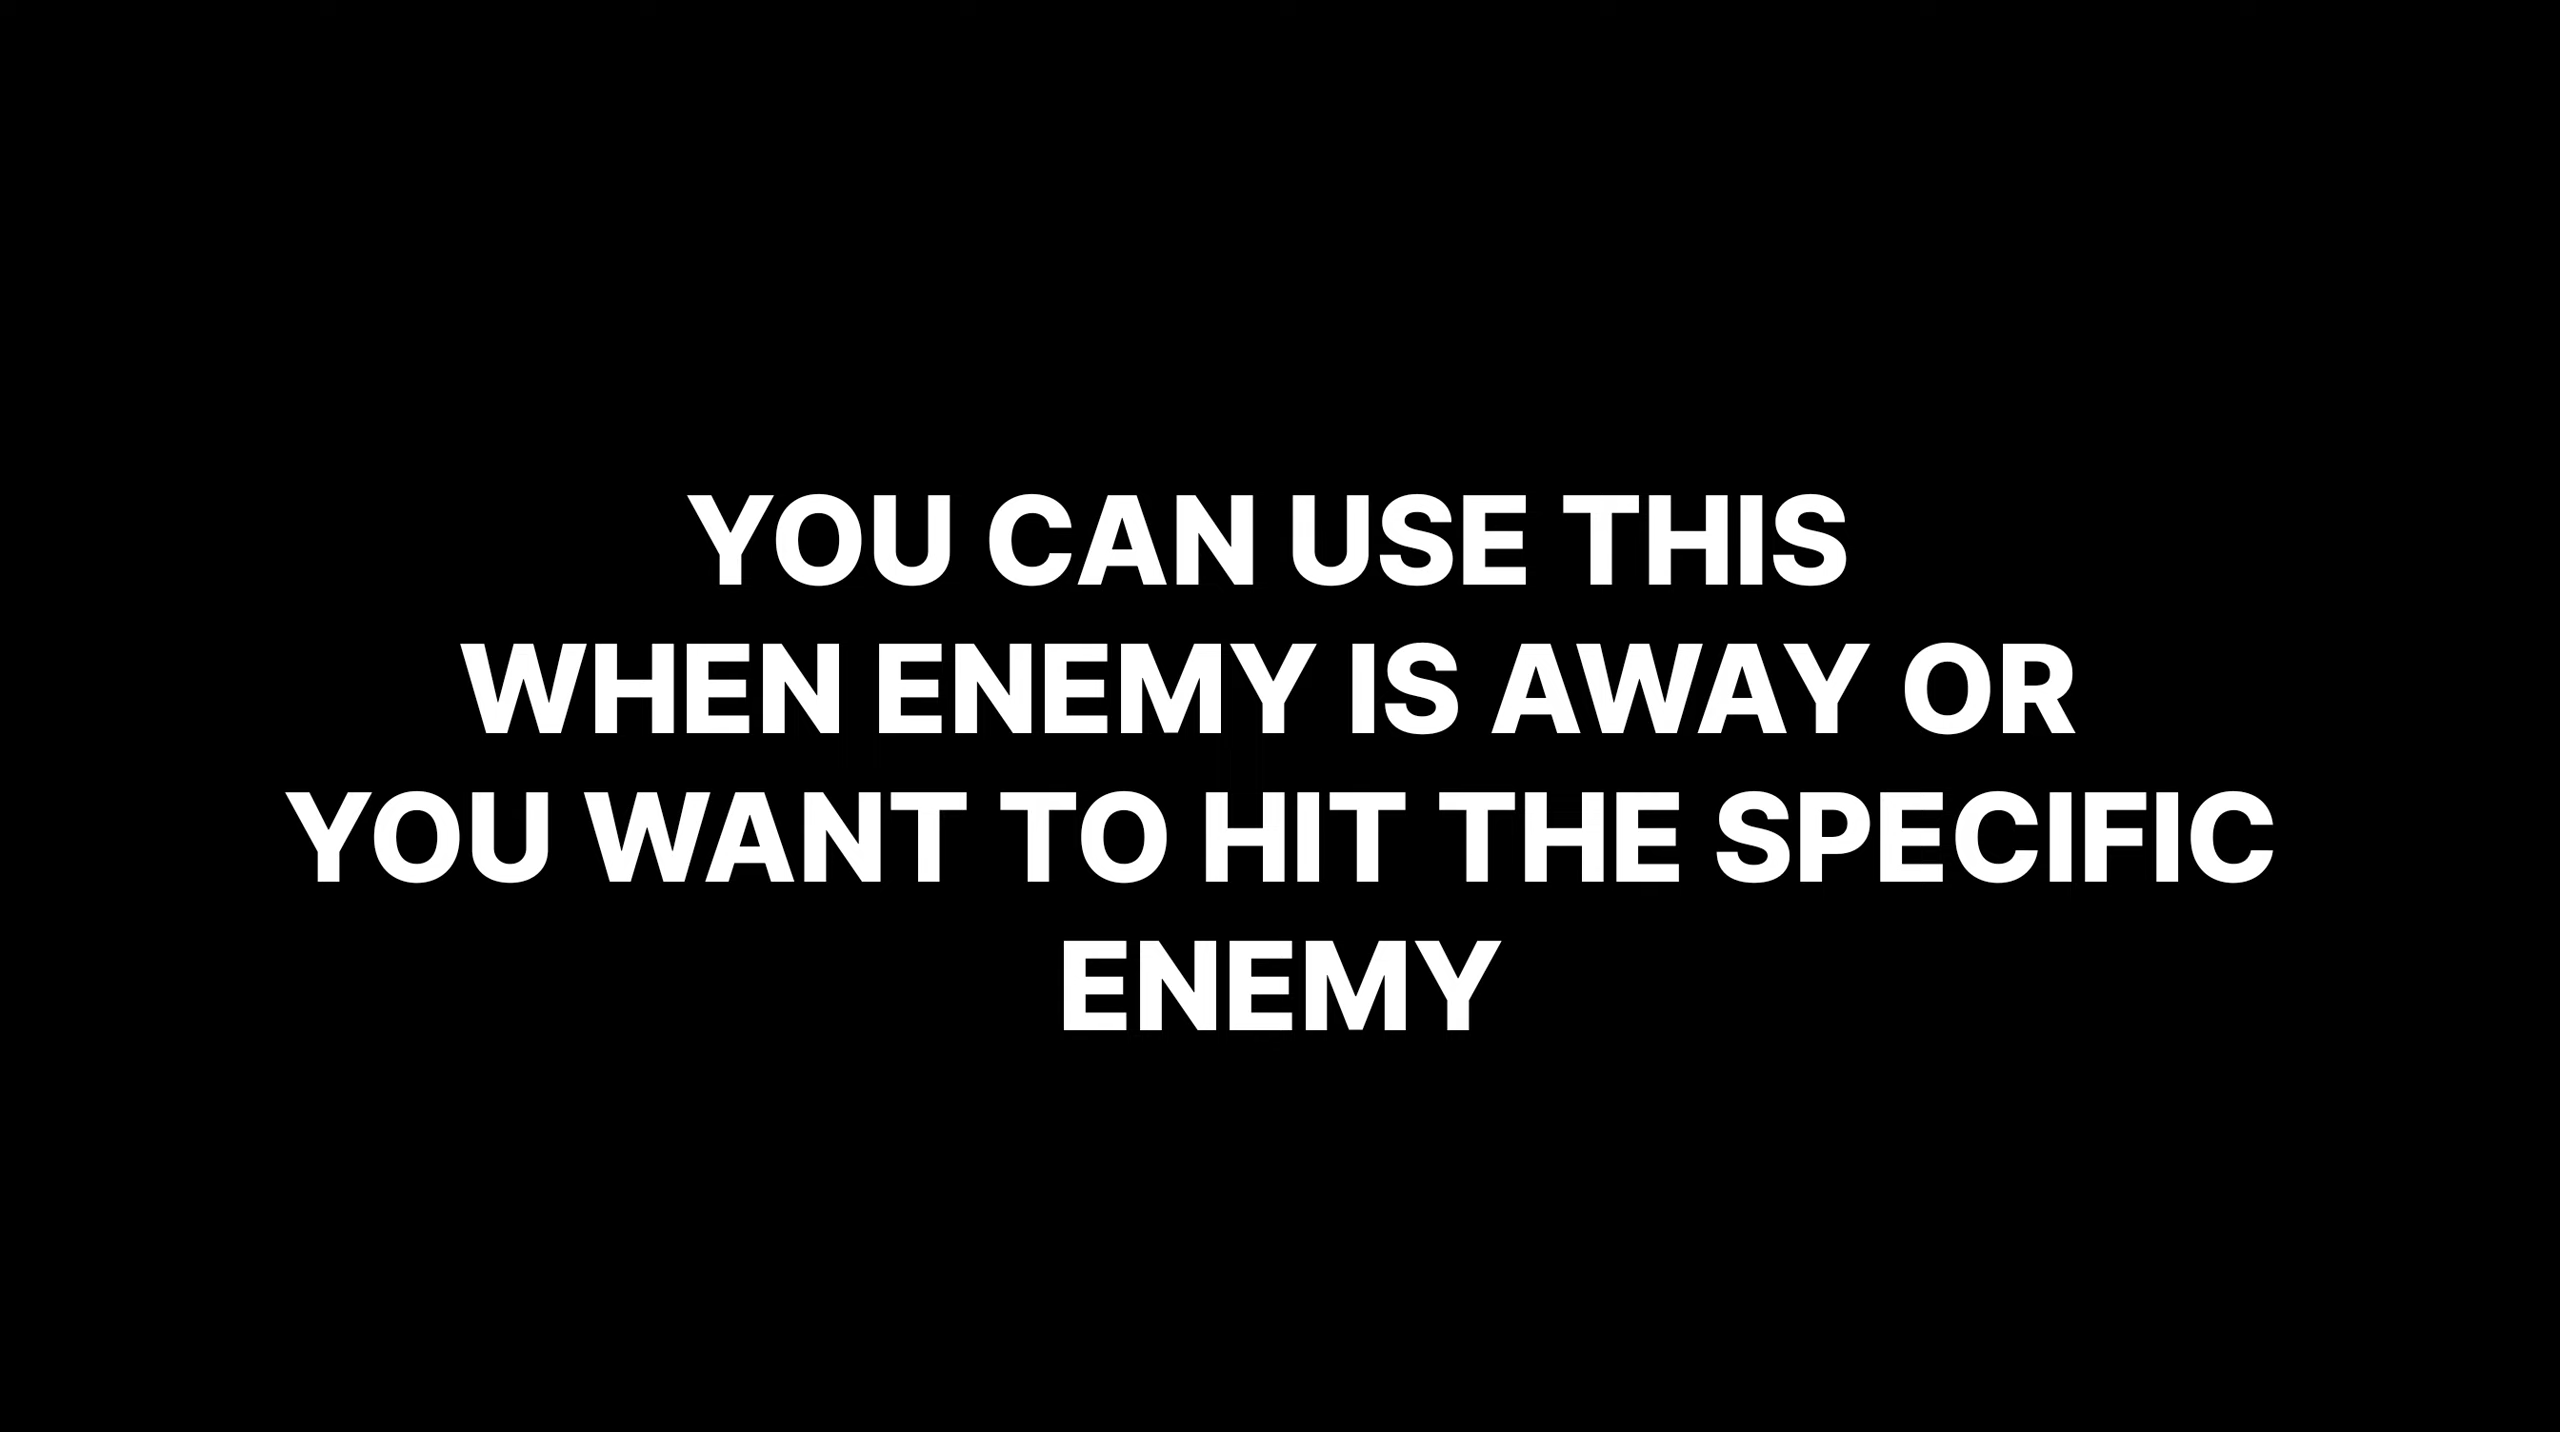 YOU CAN USE THIS
WHEN ENEMY IS AWAY OR
YOU WANT TO HIT THE SPECIFIC
ENEMY